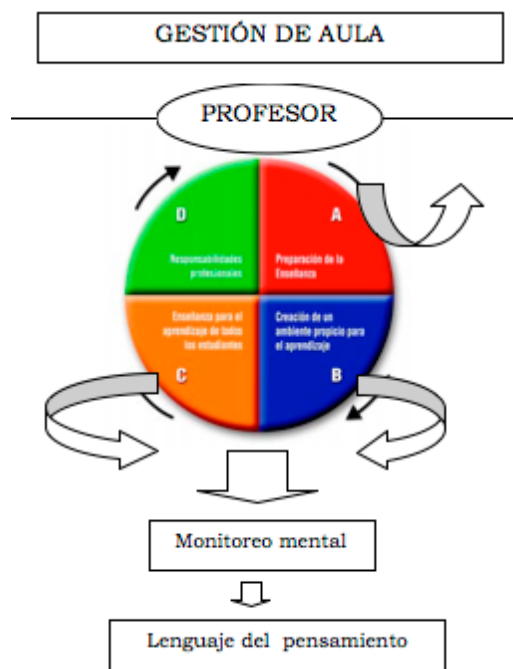 GESTIÓN DE AULA
PROFESOR
D
Responsabilidades
profesionales
A
Preparación de la
Enseñanza
Enseñanza para el
aprendizaje de todos
los estudiantes
C
Creación de un
ambiente propicio para
el aprendizaje
B
Monitoreo mental
Lenguaje del pensamiento